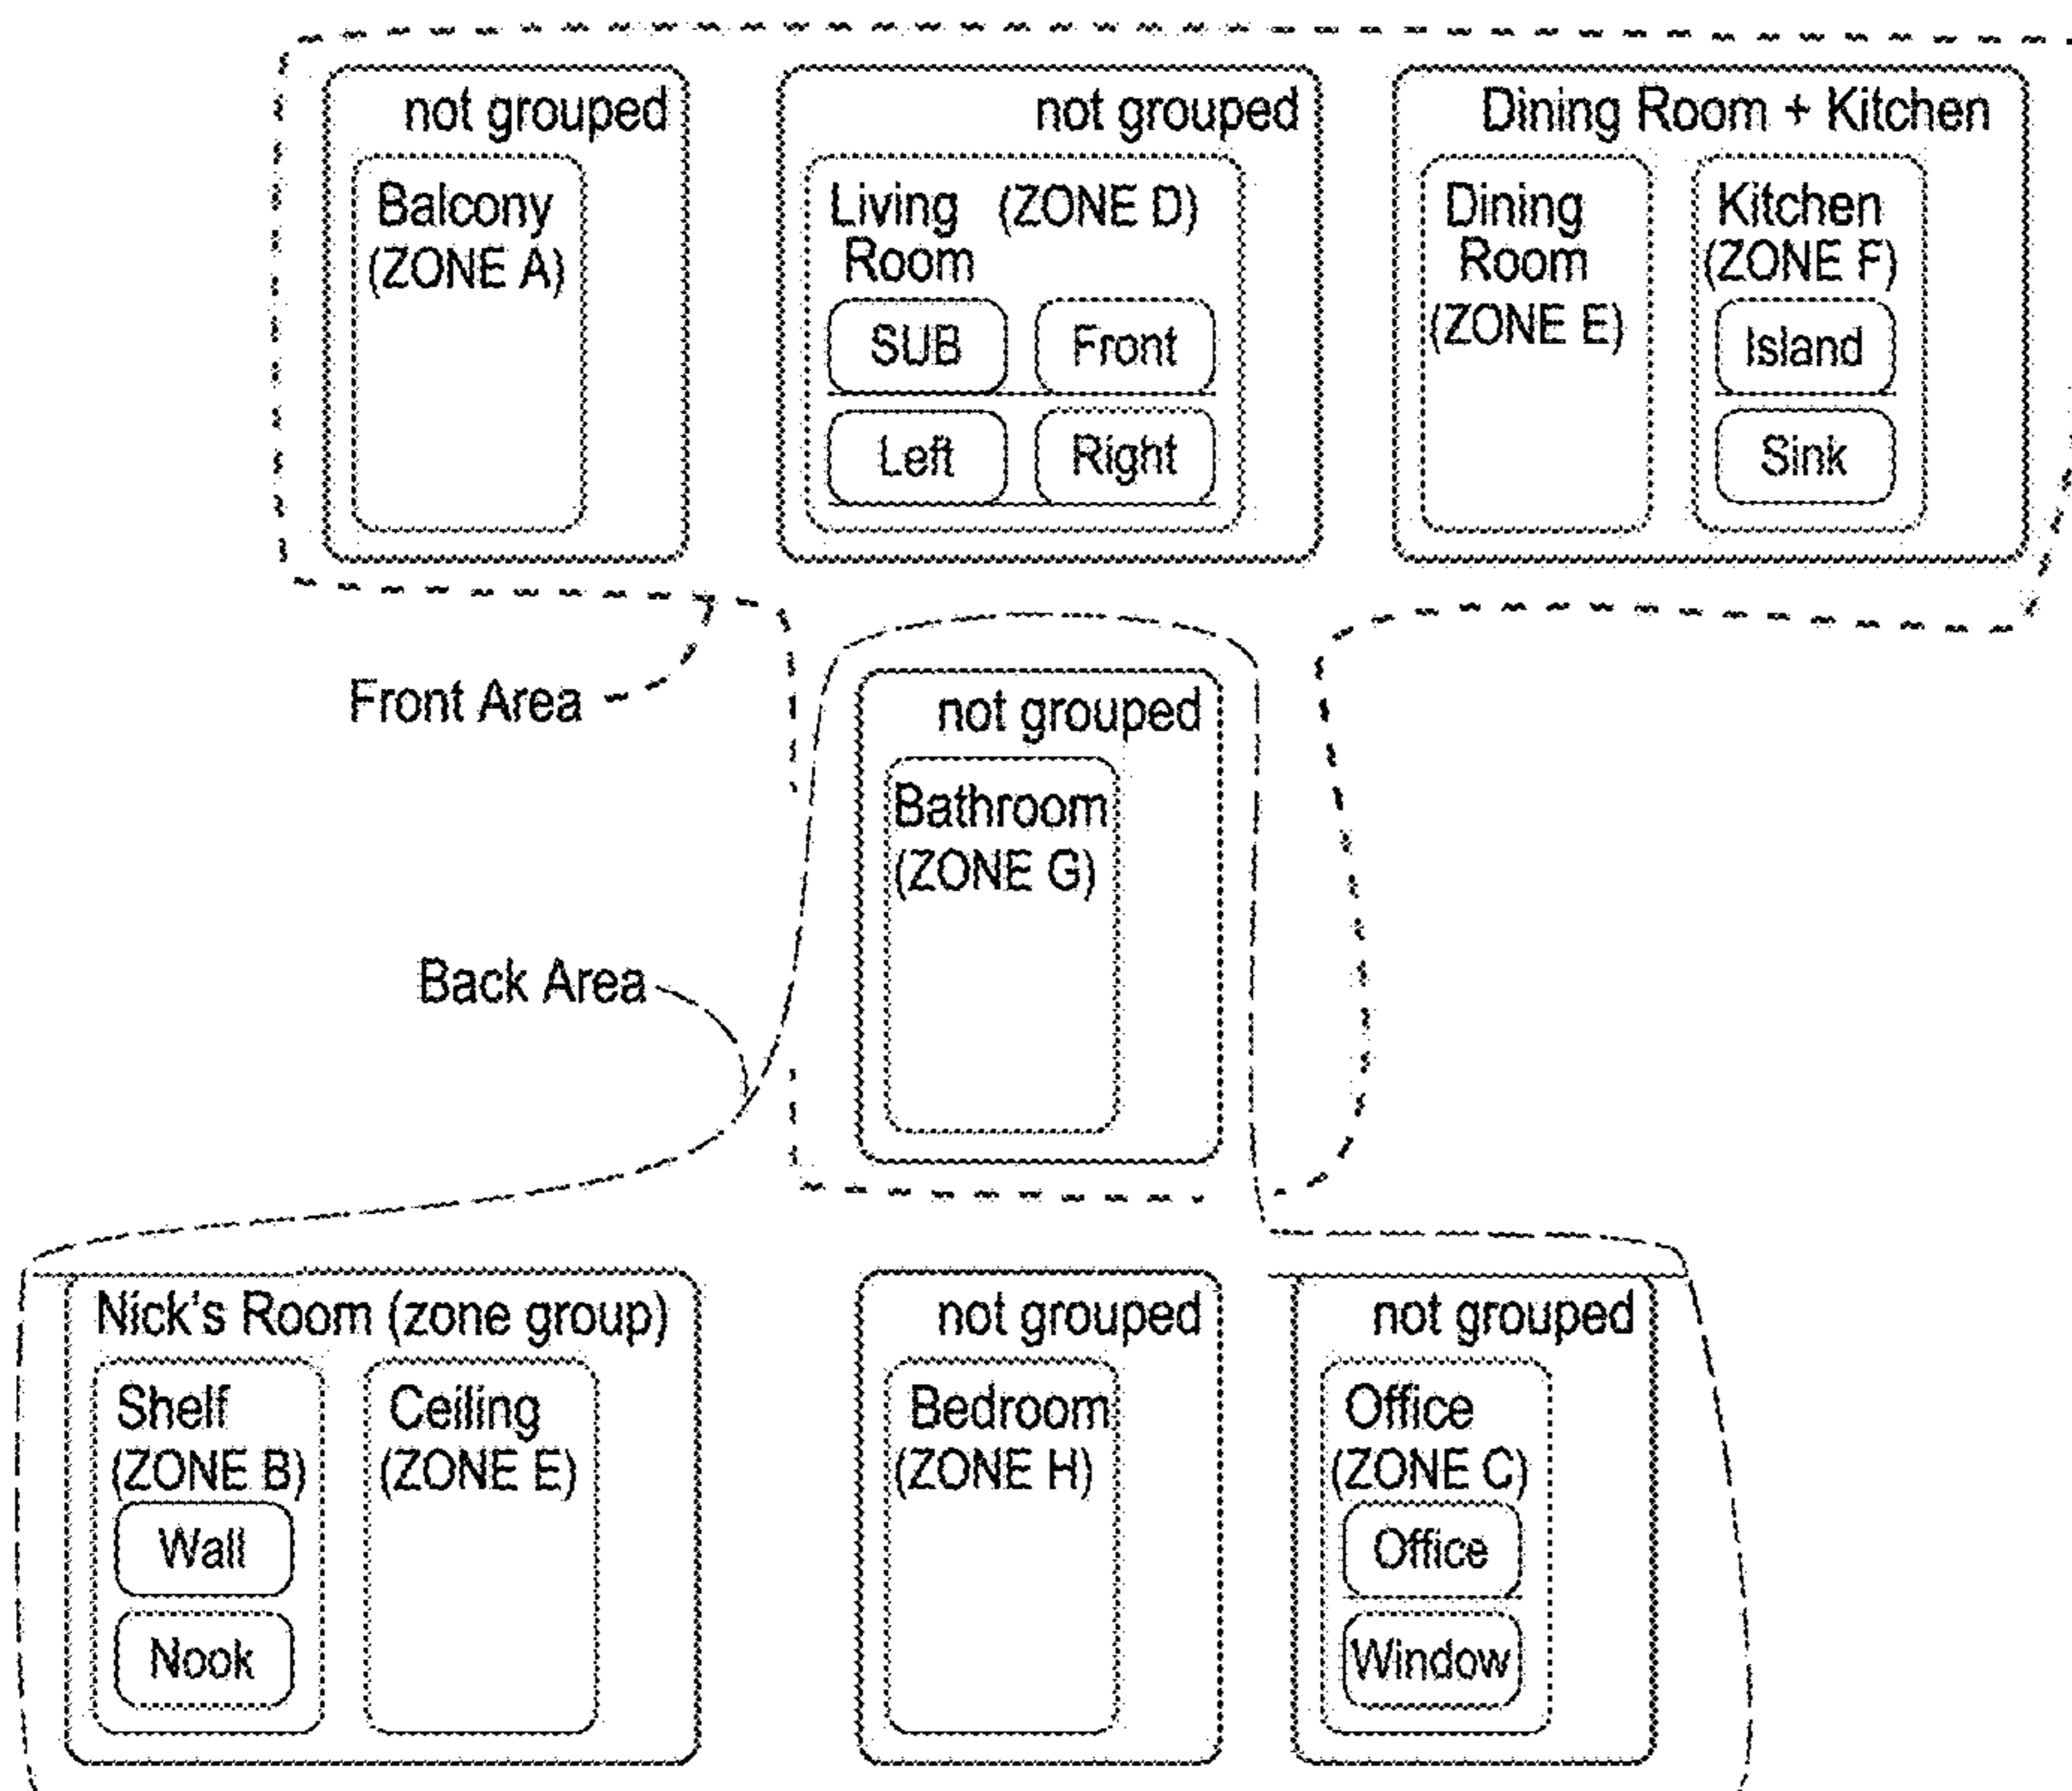 not grouped
Balcony
(ZONE A)
not grouped
Living (ZONE D)
Room
SUB Front
Left Right
Dining Room + Kitchen
Dining
Room
(ZONE E)
Kitchen
(ZONE F)
Island
Sink
Front Area
not grouped
Bathroom
(ZONE G)
Back Area
Nick's Room (zone group)
Shelf
(ZONE B)
Wall
Nook
Ceiling
(ZONE E)
not grouped
Bedroom
(ZONE H)
not grouped
Office
(ZONE C)
Office
Window